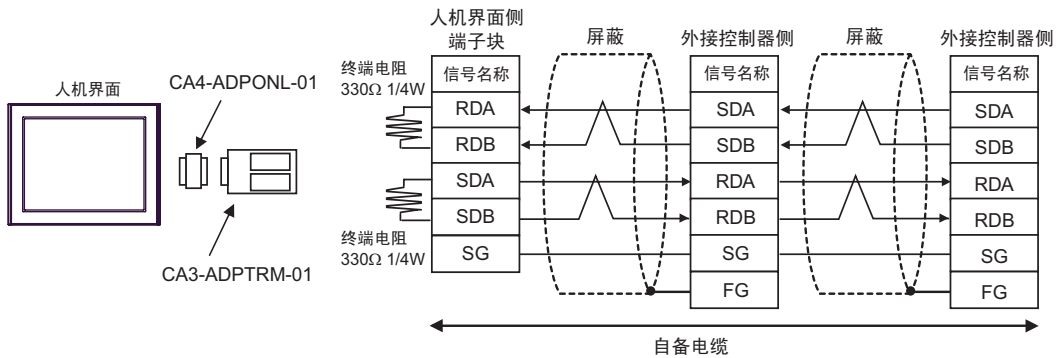 人机界面
CA4-ADPONL-01
CA3-ADPTRM-01
终端电阻
330Ω 1/4W
终端电阻
330Ω 1/4W
人机界面侧
端子块
信号名称
RDA
RDB
SDA
SDB
SG
屏蔽
外接控制器侧
信号名称
SDA
SDB
RDA
RDB
SG
FG
屏蔽
外接控制器侧
信号名称
SDA
SDB
RDA
RDB
SG
FG
自备电缆